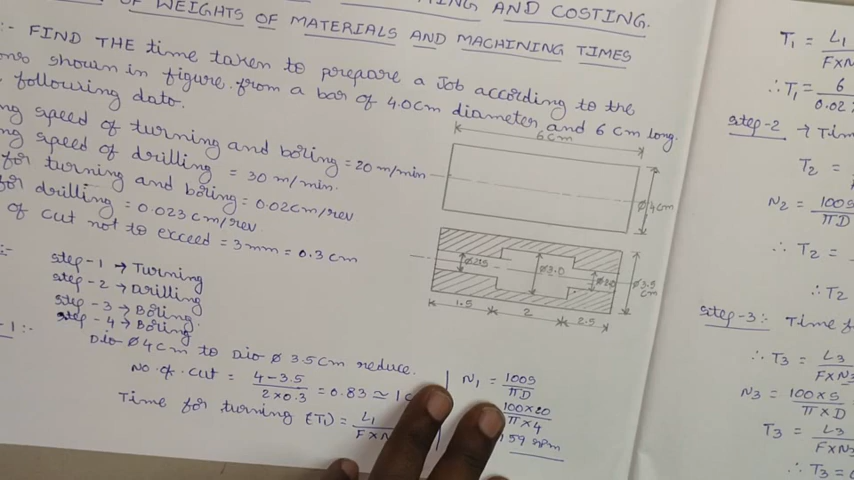 OF WEIGHTS OF MATERIALS AND MACHINING TIMES
AND COSTING.
:- FIND THE time taken to prepare a Job according to the
shown in figure. from a bar of 4.0cm diameter and 6 cm long.
following data.
speed of turning and boring = 20 m/min
speed of drilling = 30 m/min.
for turning and boring = 0.02cm/rev
for drilling = 0.023 cm/rev
of cut not to exceed = 3mm = 0.3 cm
step-1 → Turning
step-2 → Drilling
step-3 → Boring.
step-4 → Boring
-1:-
Dia Ø4cm to Dia Ø 3.5cm reduce.
No. of. cut = 4-3.5 / 2×0.3 = 0.83 ≃ 1
Time for turning (T1) = L1 / F×N
N1 = 100S / πD
100×20 / π×4
159 rpm
6cm
Ø4cm
Ø3.0
Ø3.5 cm
1.5
2
2.5
T1 = L1 / F×N
∴T1 = 6 / 0.02
step-2 → Tim
T2 =
N2 = 100S / πD
∴ T2 =
∴ T2
step-3:- Time f
∴ T3 = L3 / F×N3
N3 = 100×S / π×D
T3 = L3 / F×N3
∴ T3 =